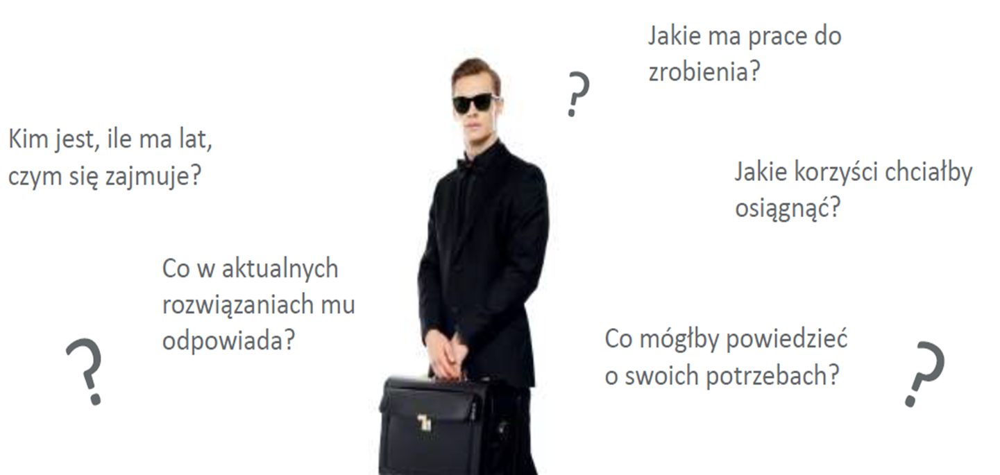 Jakie ma prace do
zrobienia?
?
Kim jest, ile ma lat,
czym się zajmuje?
Jakie korzyści chciałby
osiągnąć?
Co w aktualnych
rozwiązaniach mu
odpowiada?
?
Co mógłby powiedzieć
o swoich potrzebach?
?